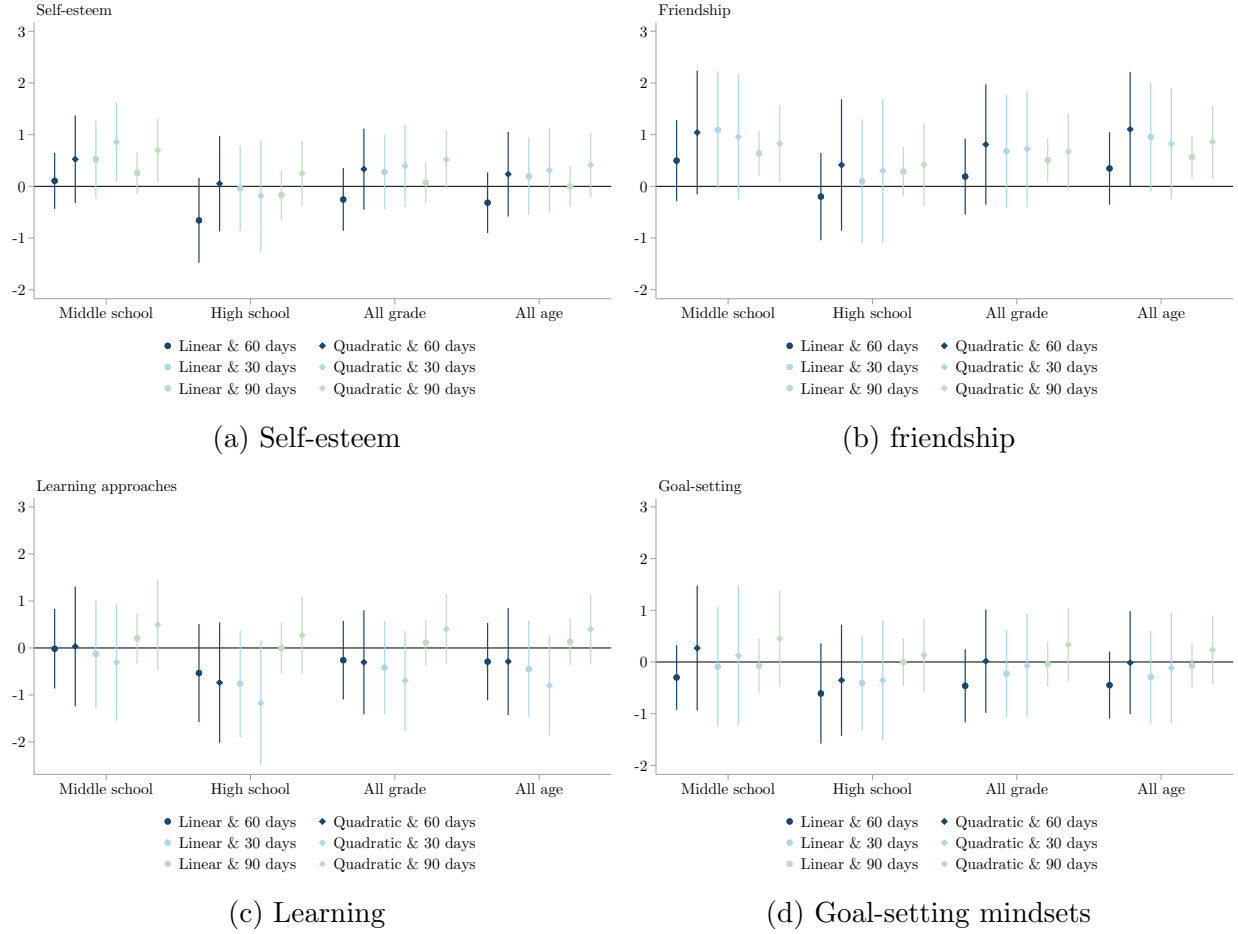 Self-esteem
3
2
1
0
-1
-2
Middle school High school All grade All age
Linear & 60 days Quadratic & 60 days
Linear & 30 days Quadratic & 30 days
Linear & 90 days Quadratic & 90 days
(a) Self-esteem
Friendship
3
2
1
0
-1
-2
Middle school High school All grade All age
Linear & 60 days Quadratic & 60 days
Linear & 30 days Quadratic & 30 days
Linear & 90 days Quadratic & 90 days
(b) friendship
Learning approaches
3
2
1
0
-1
-2
Middle school High school All grade All age
Linear & 60 days Quadratic & 60 days
Linear & 30 days Quadratic & 30 days
Linear & 90 days Quadratic & 90 days
(c) Learning
Goal-setting
3
2
1
0
-1
-2
Middle school High school All grade All age
Linear & 60 days Quadratic & 60 days
Linear & 30 days Quadratic & 30 days
Linear & 90 days Quadratic & 90 days
(d) Goal-setting mindsets